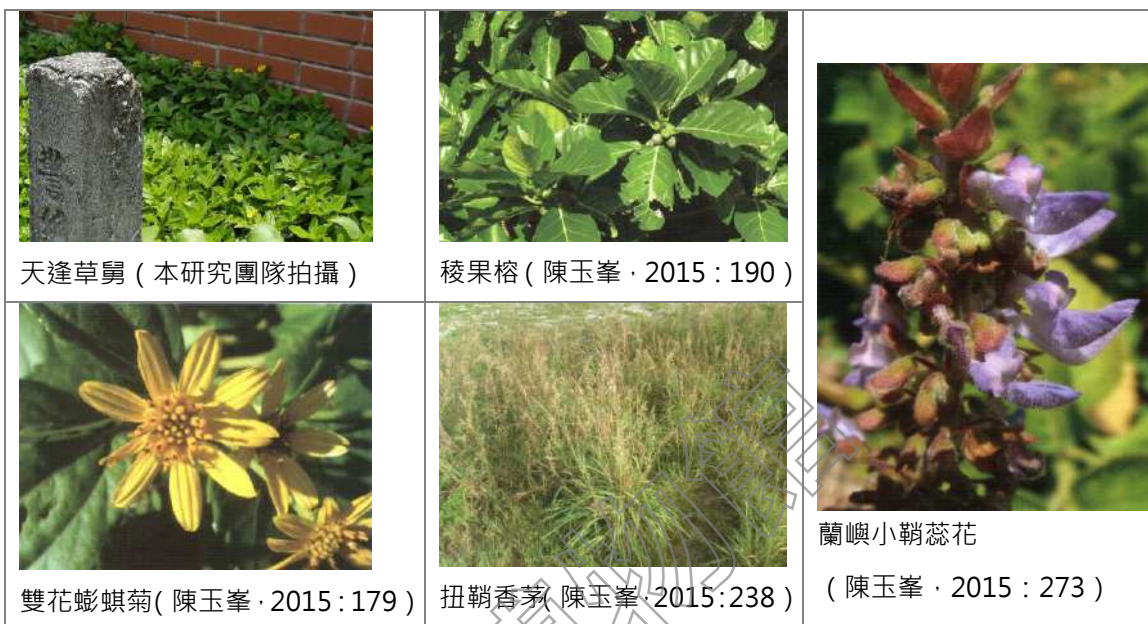 天逢草舅（本研究團隊拍攝）
稜果榕（陳玉峯，2015：190）
雙花蟛蜞菊(陳玉峯，2015：179）
扭鞘香茅(陳玉峯，2015:238）
蘭嶼小鞘蕊花
（陳玉峯，2015：273）